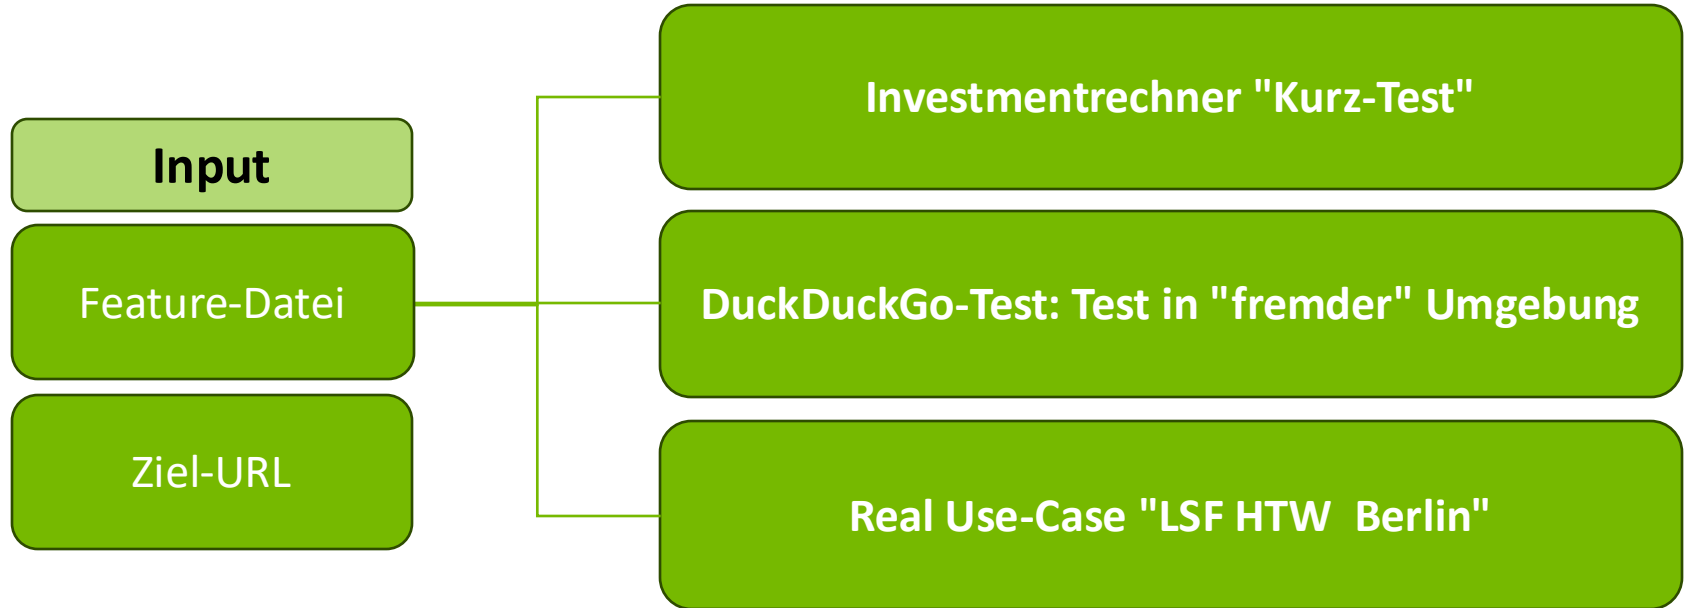 Input
Feature-Datei
Ziel-URL
Investmentrechner "Kurz-Test"
DuckDuckGo-Test: Test in "fremder" Umgebung
Real Use-Case "LSF HTW  Berlin"